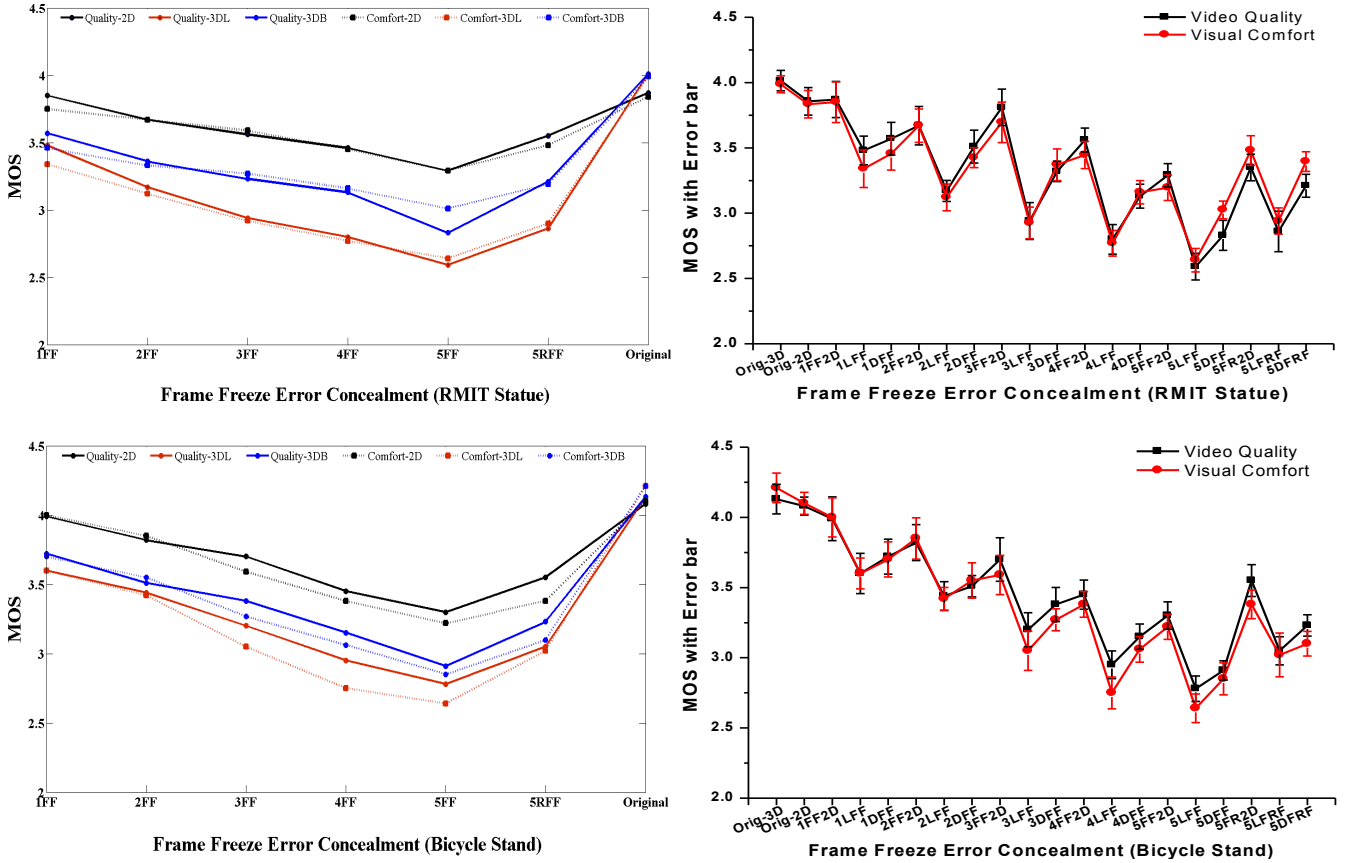 4.5
Quality-2D Quality-3DL Quality-3DB Comfort-2D Comfort-3DL Comfort-3DB
4
3.5
3
2.5
2
MOS
1FF 2FF 3FF 4FF 5FF 5RFF Original
Frame Freeze Error Concealment (RMIT Statue)
Video Quality
Visual Comfort
4.5
4.0
3.5
3.0
2.5
2.0
MOS with Error bar
Orig-3D Orig-2D 1FF2D 1LFF 1DFF 2FF2D 2LFF 2DFF 3FF2D 3LFF 3DFF 4FF2D 4LFF 4DFF 5FF2D 5LFF 5DFF 5FR2D 5LFRF 5DFRF
Frame Freeze Error Concealment (RMIT Statue)
4.5
Quality-2D Quality-3DL Quality-3DB Comfort-2D Comfort-3DL Comfort-3DB
4
3.5
3
2.5
2
MOS
1FF 2FF 3FF 4FF 5FF 5RFF Original
Frame Freeze Error Concealment (Bicycle Stand)
Video Quality
Visual Comfort
4.5
4.0
3.5
3.0
2.5
2.0
MOS with Error bar
Orig-3D Orig-2D 1FF2D 1LFF 1DFF 2FF2D 2LFF 2DFF 3FF2D 3LFF 3DFF 4FF2D 4LFF 4DFF 5FF2D 5LFF 5DFF 5FR2D 5LFRF 5DFRF
Frame Freeze Error Concealment (Bicycle Stand)